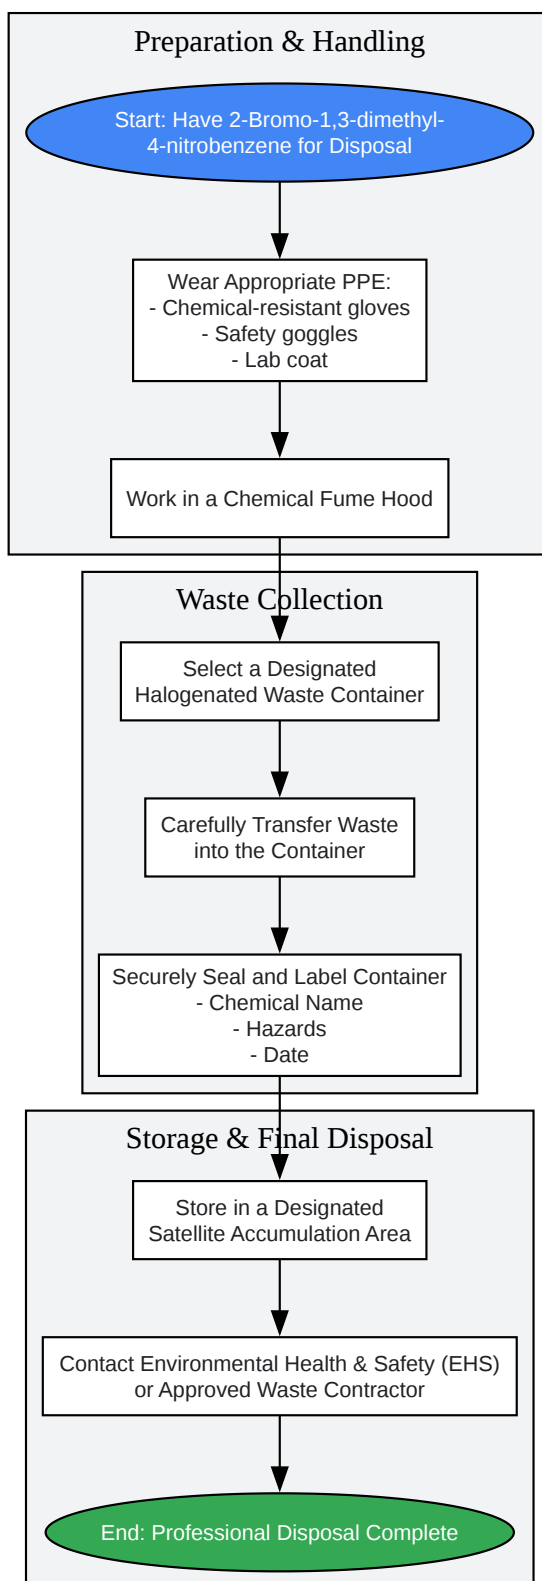 Preparation & Handling
Start: Have 2-Bromo-1,3-dimethyl-
4-nitrobenzene for Disposal
Wear Appropriate PPE:
- Chemical-resistant gloves
- Safety goggles
- Lab coat
Work in a Chemical Fume Hood
Waste Collection
Select a Designated
Halogenated Waste Container
Carefully Transfer Waste
into the Container
Securely Seal and Label Container
- Chemical Name
- Hazards
- Date
Storage & Final Disposal
Store in a Designated
Satellite Accumulation Area
Contact Environmental Health & Safety (EHS)
or Approved Waste Contractor
End: Professional Disposal Complete